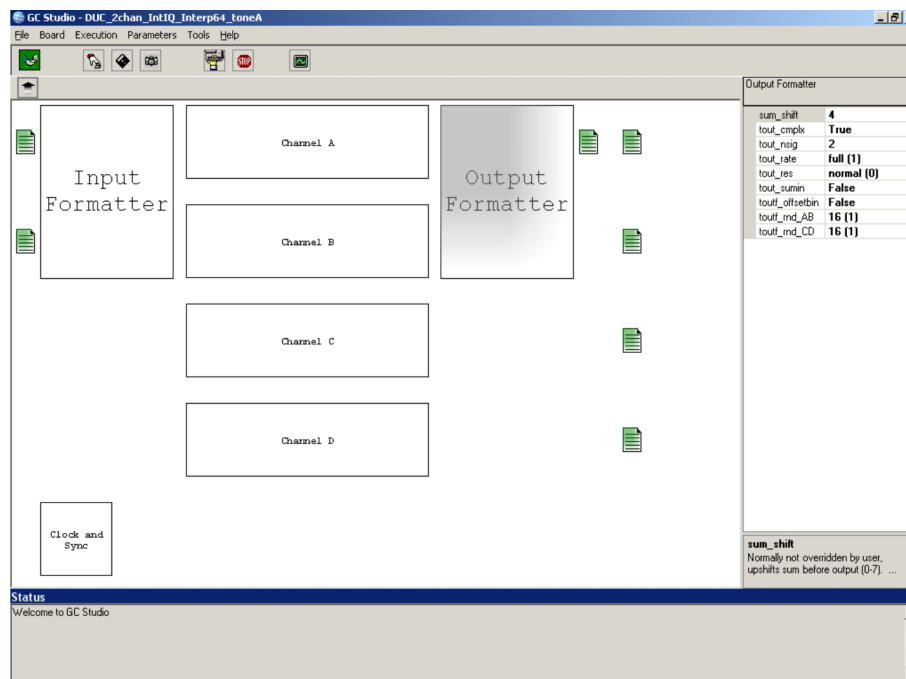 GC Studio - DUC_2chan_IntIQ_Interp64_toneA
File Board Execution Parameters Tools Help
STOP
Output Formatter
Input
Formatter
Channel A
Output
Formatter
Channel B
Channel C
Channel D
Clock and
Sync
sum_shift 4
tout_cmplx True
tout_nsig 2
tout_rate full (1)
tout_res normal (0)
tout_sumin False
toutf_offsetbin False
toutf_rnd_AB 16 (1)
toutf_rnd_CD 16 (1)
sum_shift
Normally not overridden by user,
upshifts sum before output (0-7). ...
Status
Welcome to GC Studio